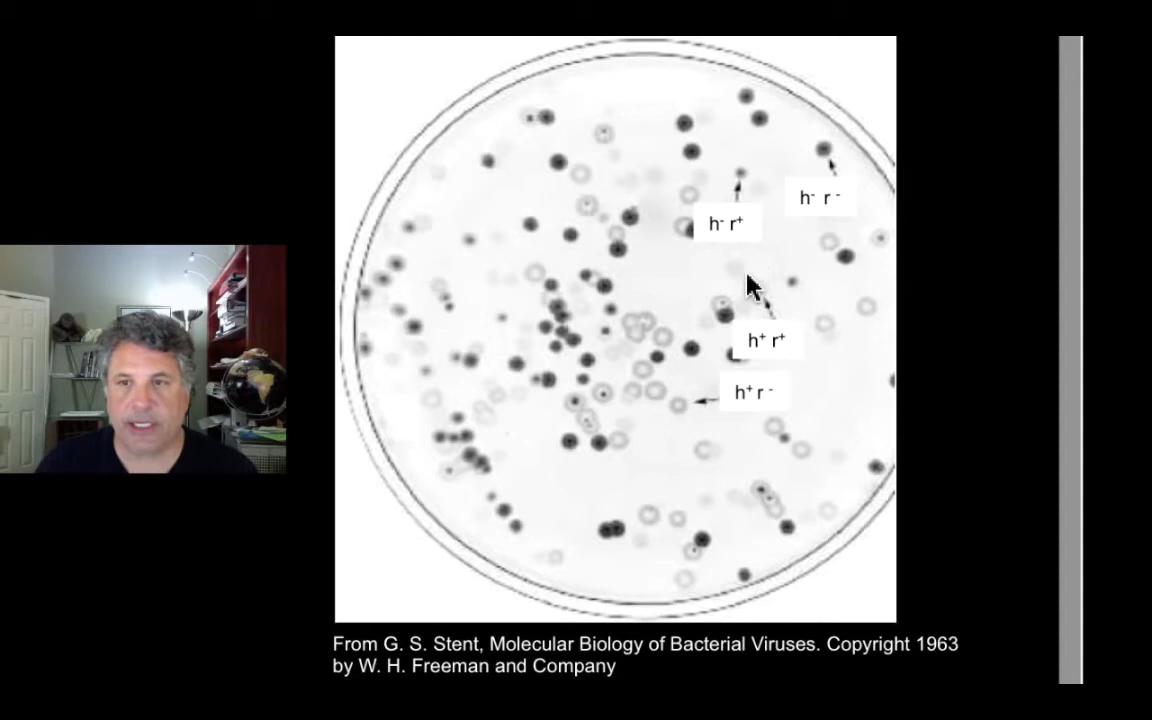 h⁻ r⁻
h⁻ r⁺
h⁺ r⁺
h⁺ r⁻
From G. S. Stent, Molecular Biology of Bacterial Viruses. Copyright 1963
by W. H. Freeman and Company